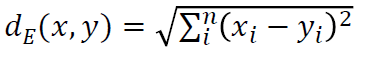 d_E(x, y) = √(∑_i^n (x_i − y_i)^2)